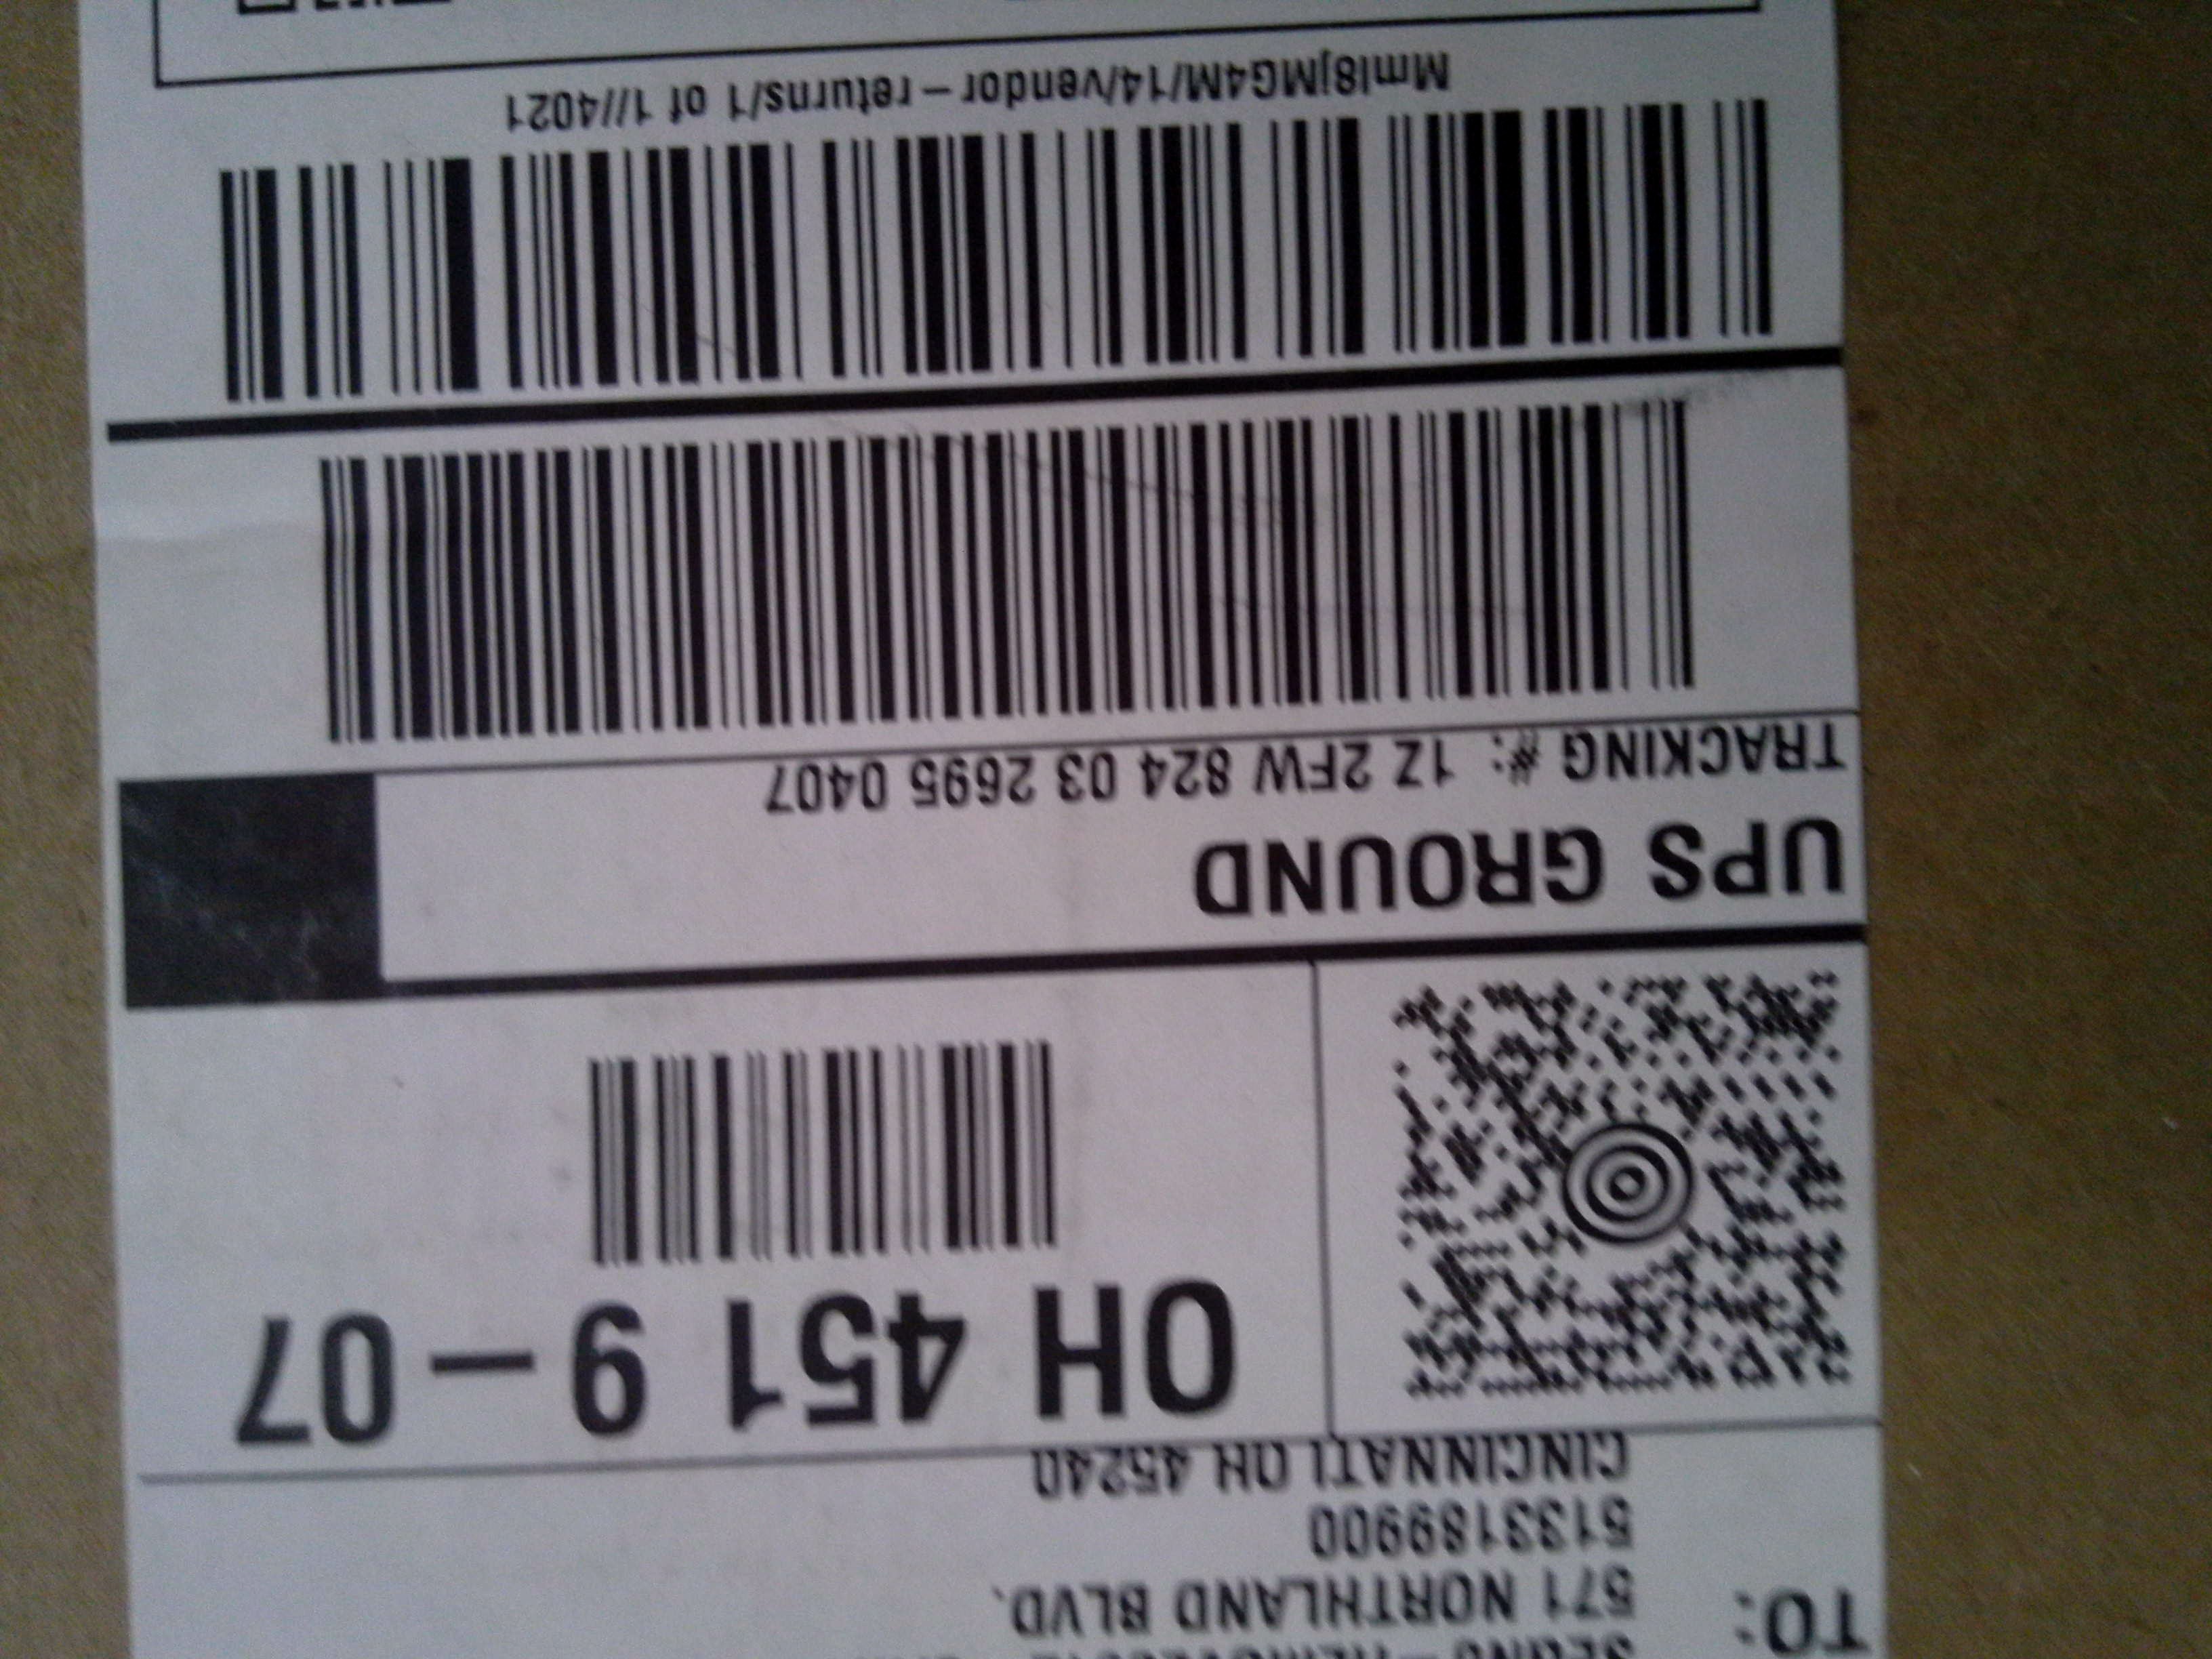 TO:
571 NORTHLAND BLVD.
5133189900
CINCINNATI OH 45240
OH 451 9-07
UPS GROUND
TRACKING #: 1Z 2FW 824 03 2695 0407
Mml8jMG4M/14/vendor-returns/1 of 1//4021